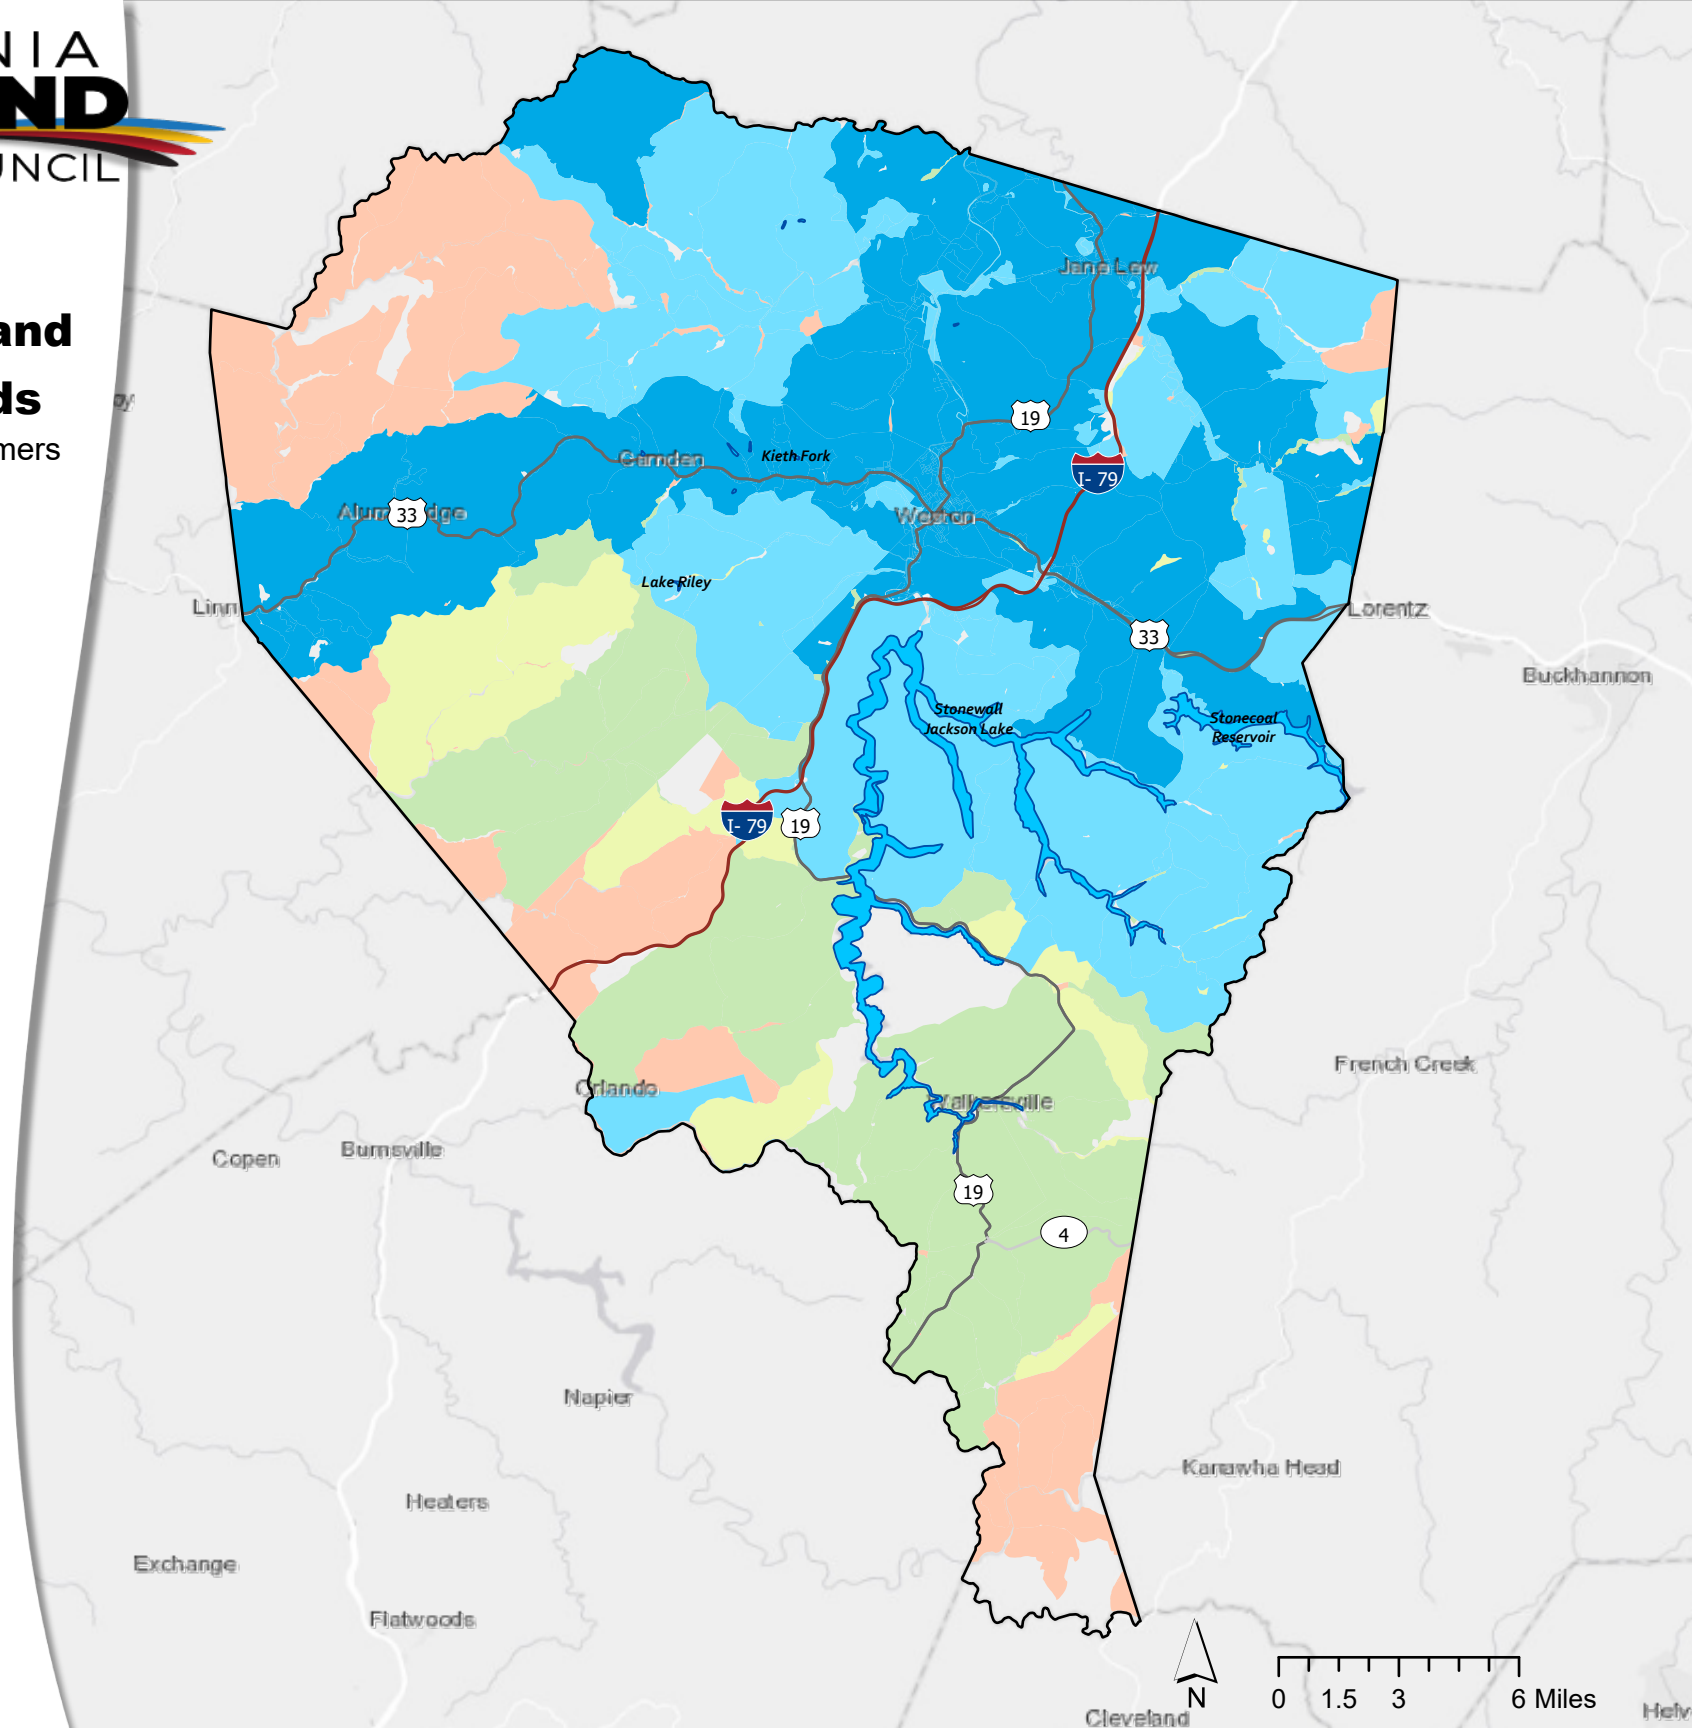 NIA
ND
UNCIL
and
ds
mers
Jane Lew
19
I- 79
Camden
Kieth Fork
33
Weston
Lake Riley
Linn
Lorentz
33
Buckhannon
Stonewall
Jackson Lake
Stonecoal
Reservoir
I- 79
19
French Creek
Orlando
Walkersville
Copen
Burnsville
19
4
Napier
Kanawha Head
Heaters
Exchange
Flatwoods
N
0 1.5 3 6 Miles
Cleveland